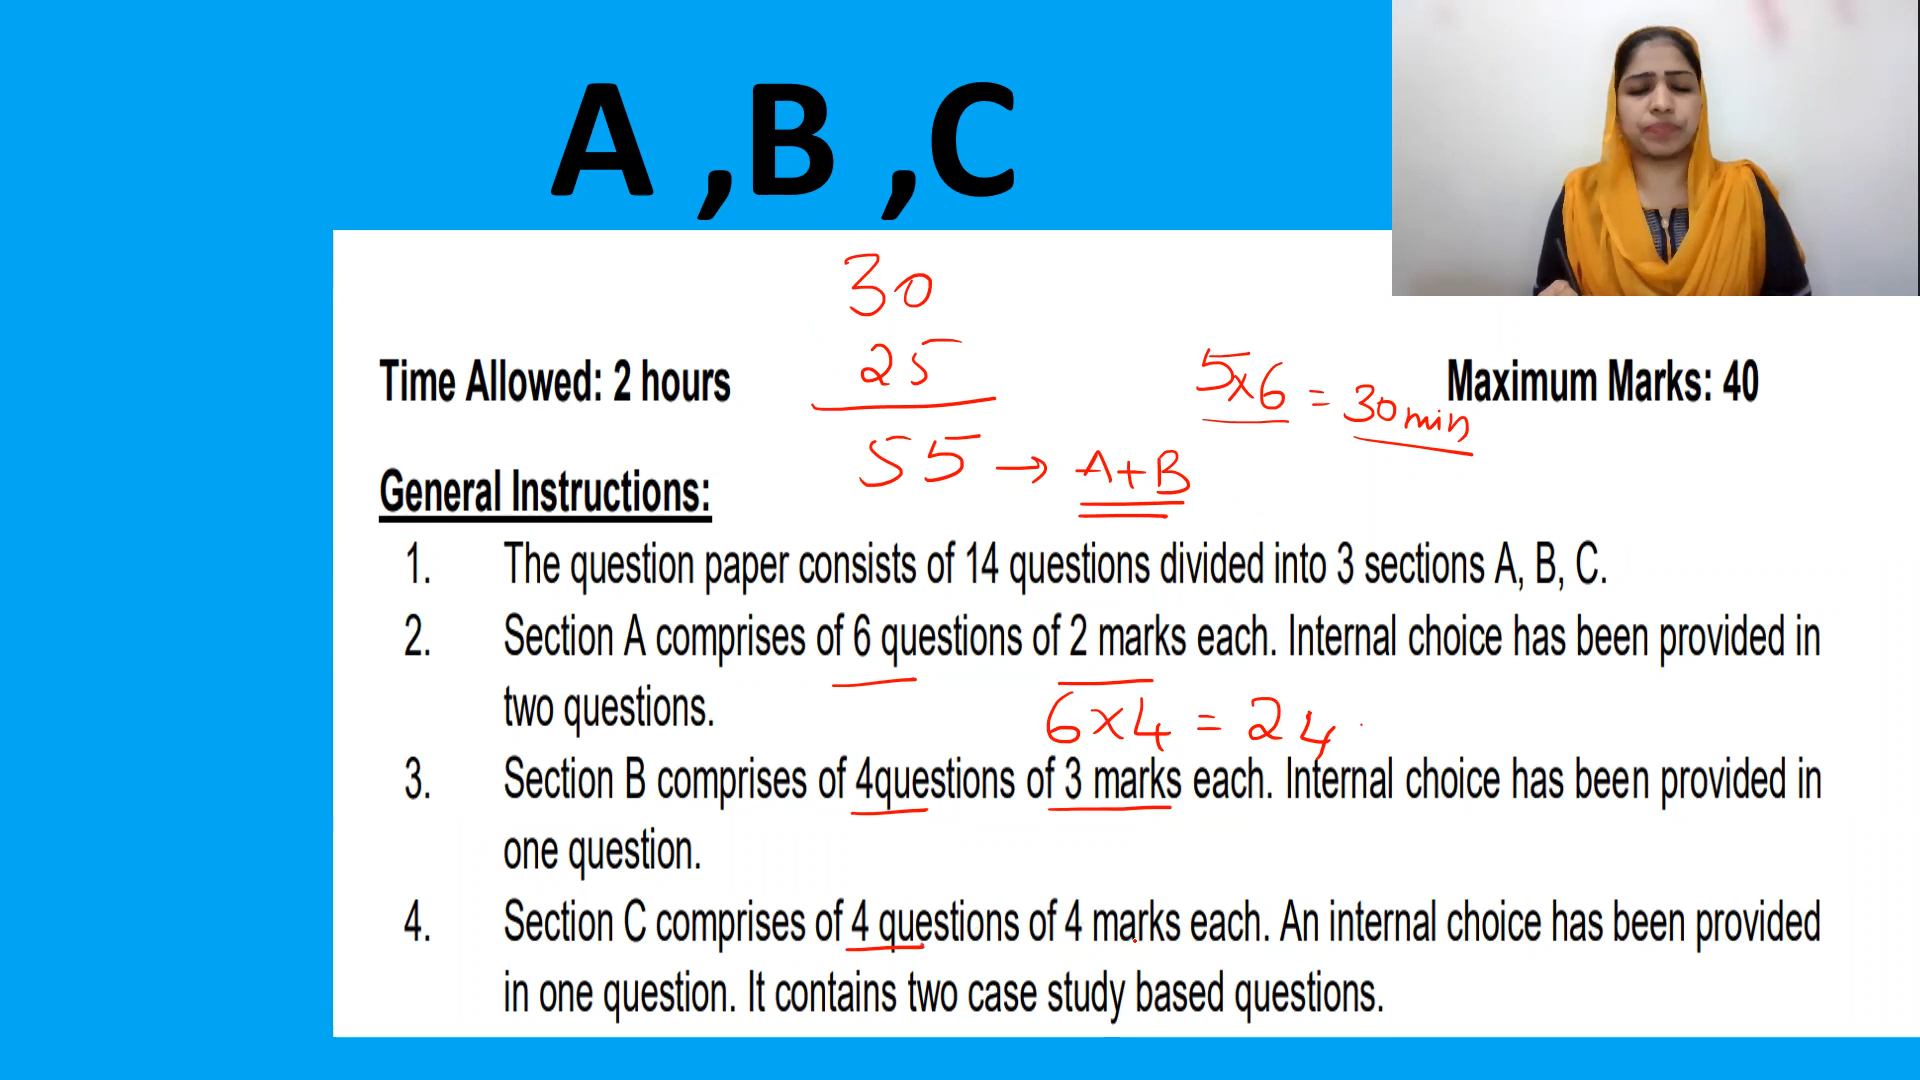 A ,B ,C
30
25
55 → A+B
5x6 = 30 min
Time Allowed: 2 hours
Maximum Marks: 40
General Instructions:
1. The question paper consists of 14 questions divided into 3 sections A, B, C.
2. Section A comprises of 6 questions of 2 marks each. Internal choice has been provided in
two questions.
6x4 = 24
3. Section B comprises of 4questions of 3 marks each. Internal choice has been provided in
one question.
4. Section C comprises of 4 questions of 4 marks each. An internal choice has been provided
in one question. It contains two case study based questions.